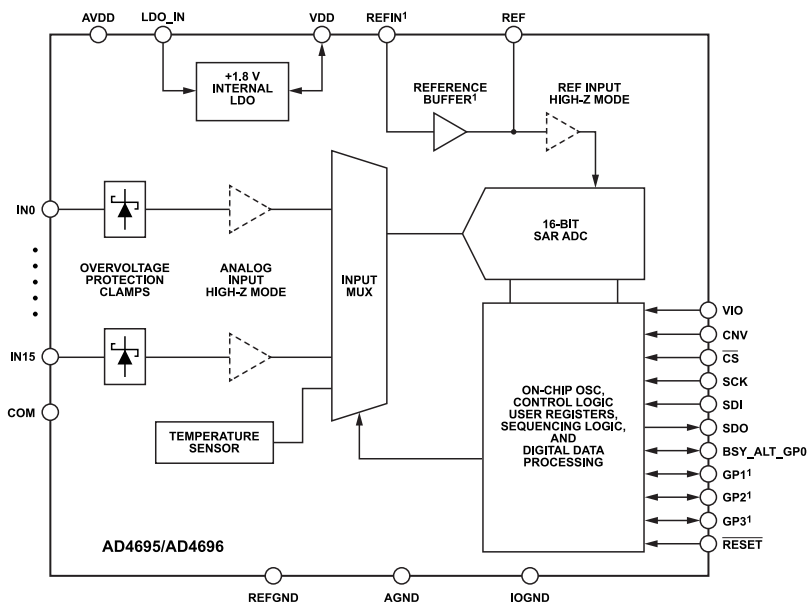 AVDD
LDO_IN
VDD
REFIN¹
REF
+1.8 V
INTERNAL
LDO
REFERENCE
BUFFER¹
REF INPUT
HIGH-Z MODE
IN0
OVERVOLTAGE
PROTECTION
CLAMPS
ANALOG
INPUT
HIGH-Z MODE
INPUT
MUX
16-BIT
SAR ADC
IN15
COM
TEMPERATURE
SENSOR
ON-CHIP OSC,
CONTROL LOGIC
USER REGISTERS,
SEQUENCING LOGIC,
AND
DIGITAL DATA
PROCESSING
VIO
CNV
C̅S̅
SCK
SDI
SDO
BSY_ALT_GP0
GP1¹
GP2¹
GP3¹
R̅E̅S̅E̅T̅
AD4695/AD4696
REFGND
AGND
IOGND